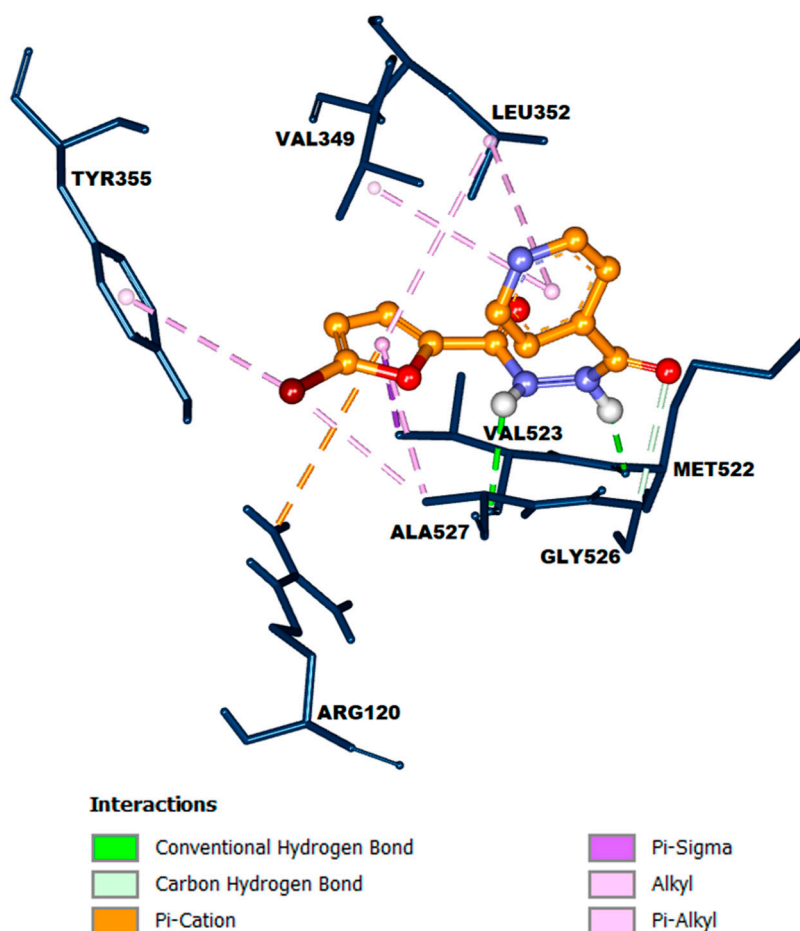 LEU352
VAL349
TYR355
VAL523
MET522
ALA527
GLY526
ARG120
Interactions
Conventional Hydrogen Bond
Carbon Hydrogen Bond
Pi-Cation
Pi-Sigma
Alkyl
Pi-Alkyl